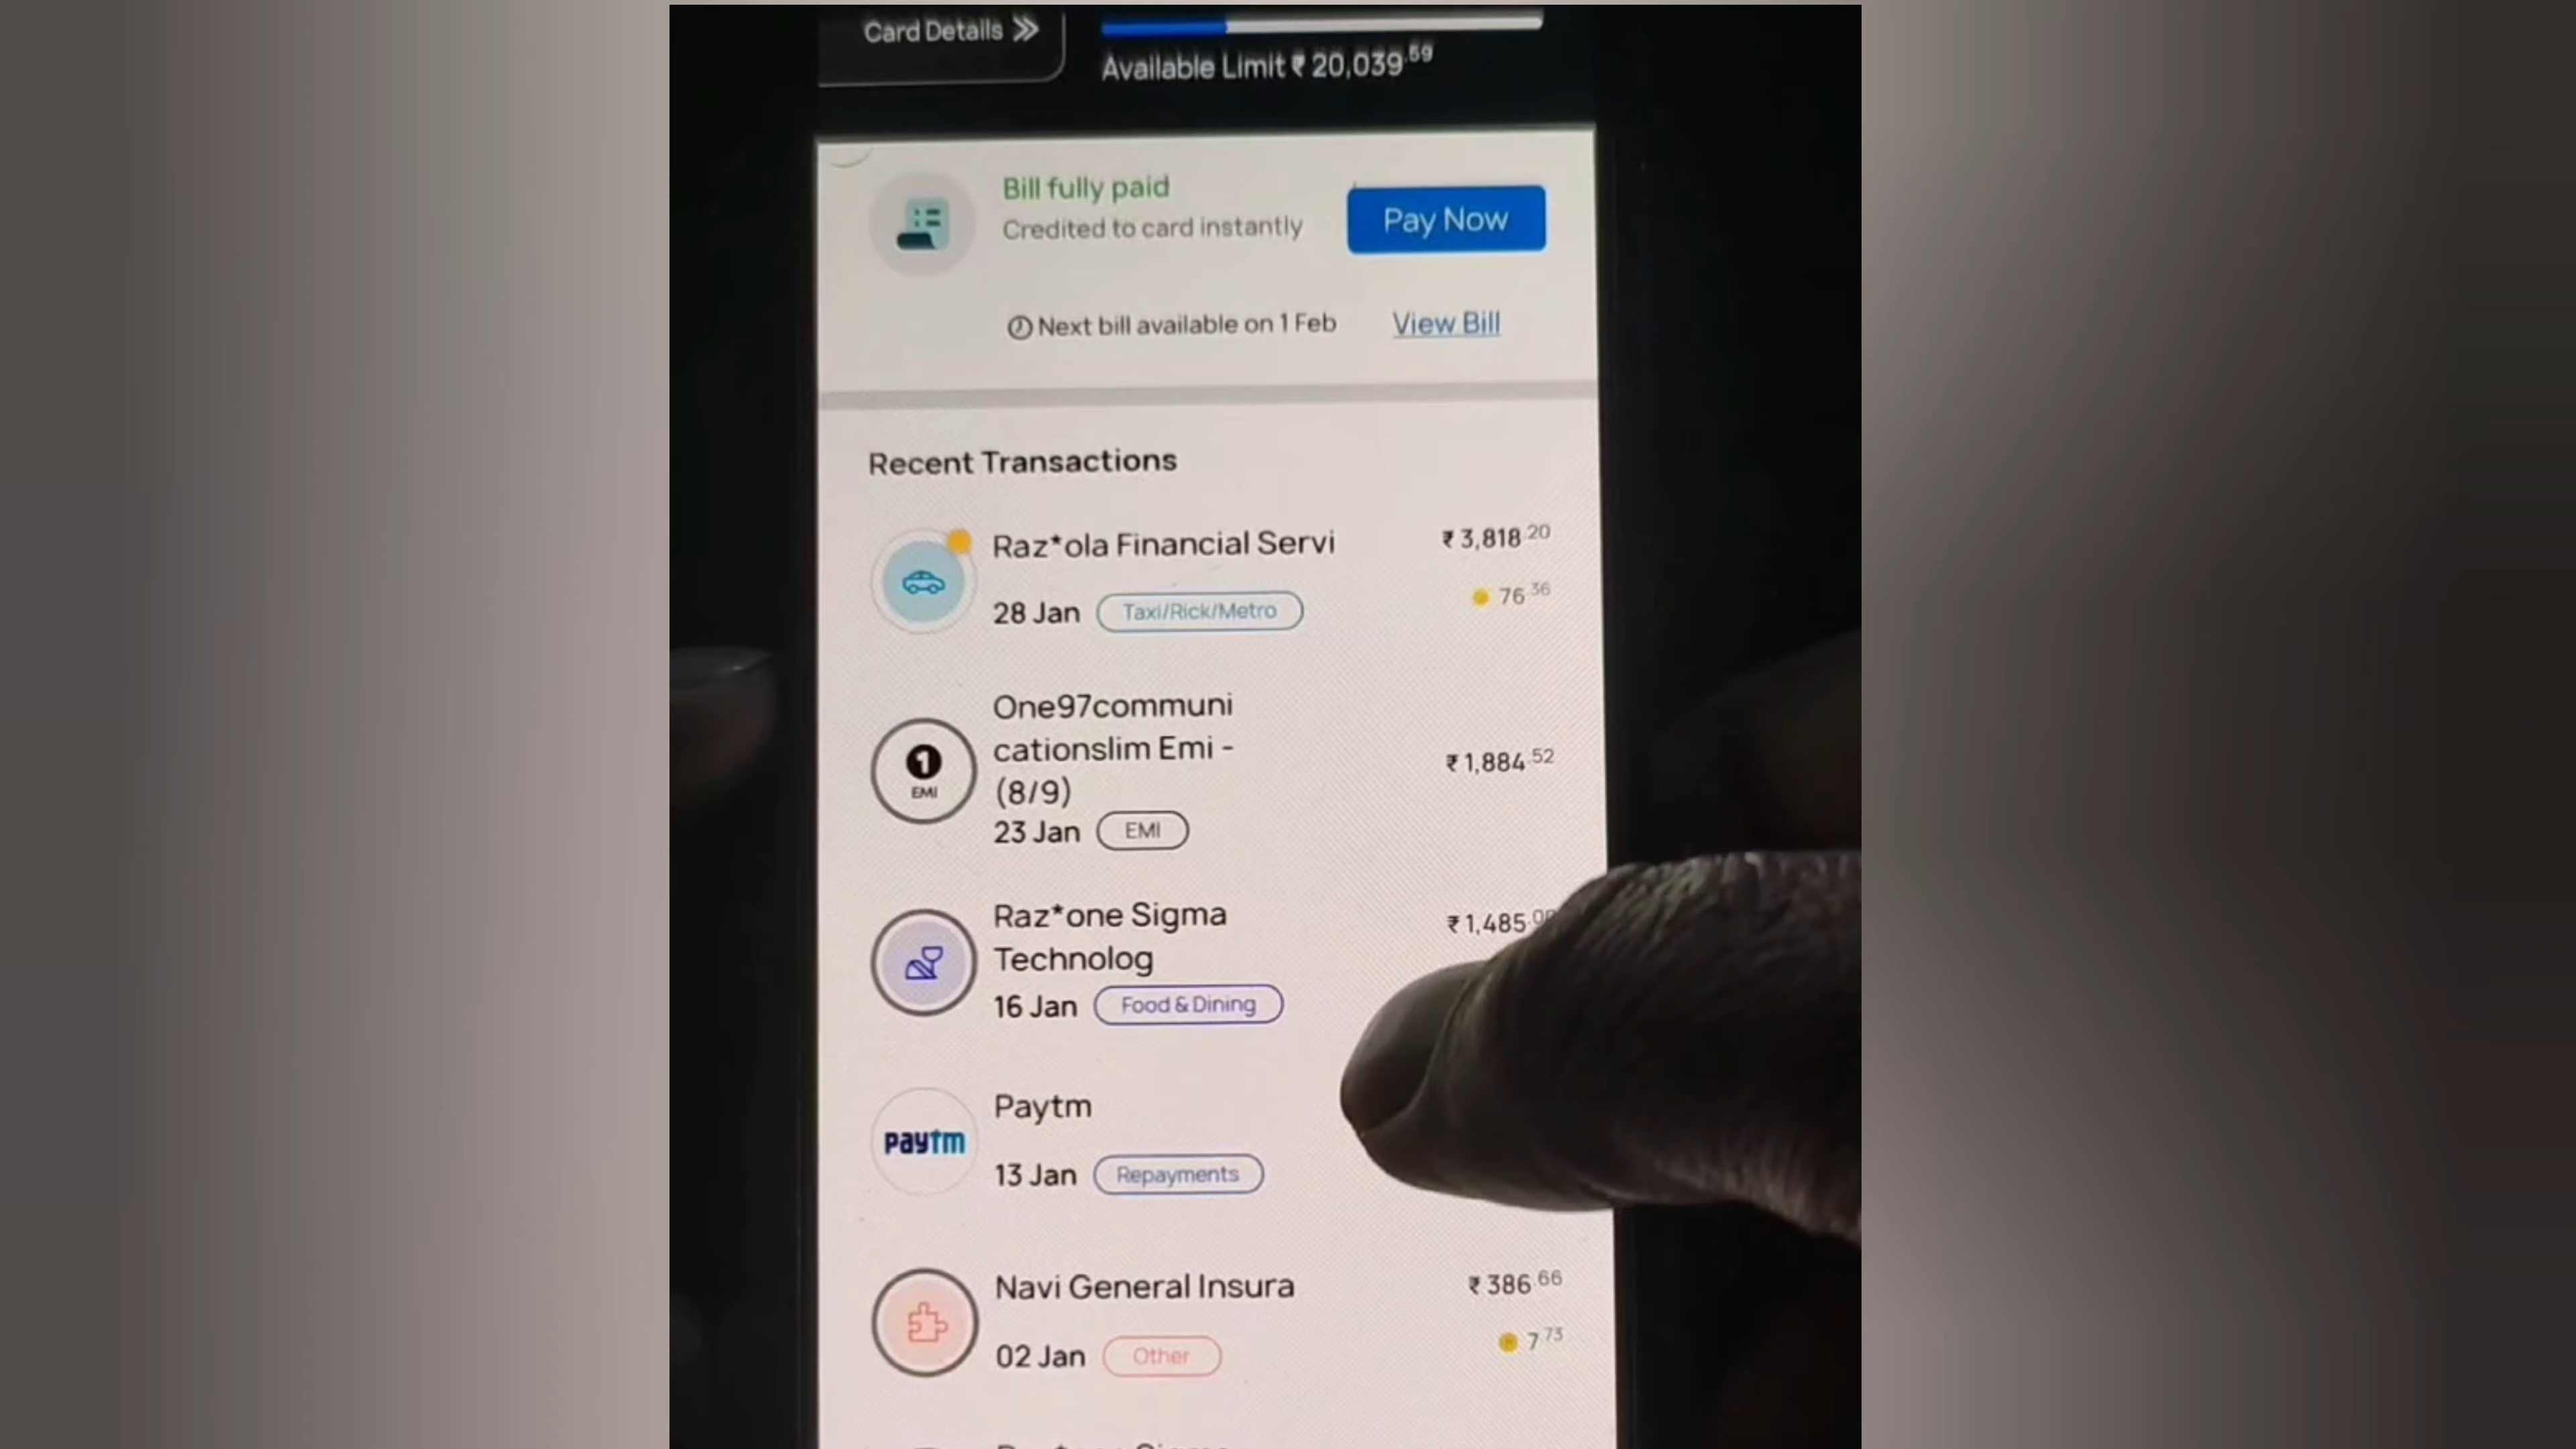 Card Details
Available Limit ₹ 20,039.69
Bill fully paid
Credited to card instantly
Pay Now
Next bill available on 1 Feb
View Bill
Recent Transactions
Raz*ola Financial Servi
₹ 3,818.20
28 Jan
Taxi/Rick/Metro
76.36
One97communi
cationslim Emi -
(8/9)
₹ 1,884.52
1
EMI
23 Jan
EMI
Raz*one Sigma
Technolog
₹ 1,485
16 Jan
Food & Dining
Paytm
paytm
13 Jan
Repayments
Navi General Insura
₹ 386.66
02 Jan
Other
7.73